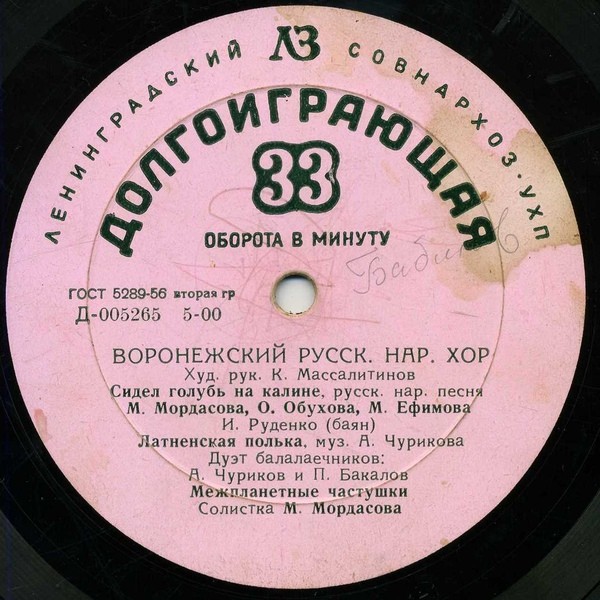 ЛЕНИНГРАДСКИЙ ЛЗ СОВНАРХОЗ·УХП
ДОЛГОИГРАЮЩАЯ
33
ОБОРОТА В МИНУТУ
ГОСТ 5289-56 вторая гр
Д-005265 5-00
ВОРОНЕЖСКИЙ РУССК. НАР. ХОР
Худ. рук. К. Массалитинов
Сидел голубь на калине, русск. нар. песня
М. Мордасова, О. Обухова, М. Ефимова
И. Руденко (баян)
Латненская полька, муз. А. Чурикова
Дуэт балалаечников:
А. Чуриков и П. Бакалов
Межпланетные частушки
Солистка М. Мордасова